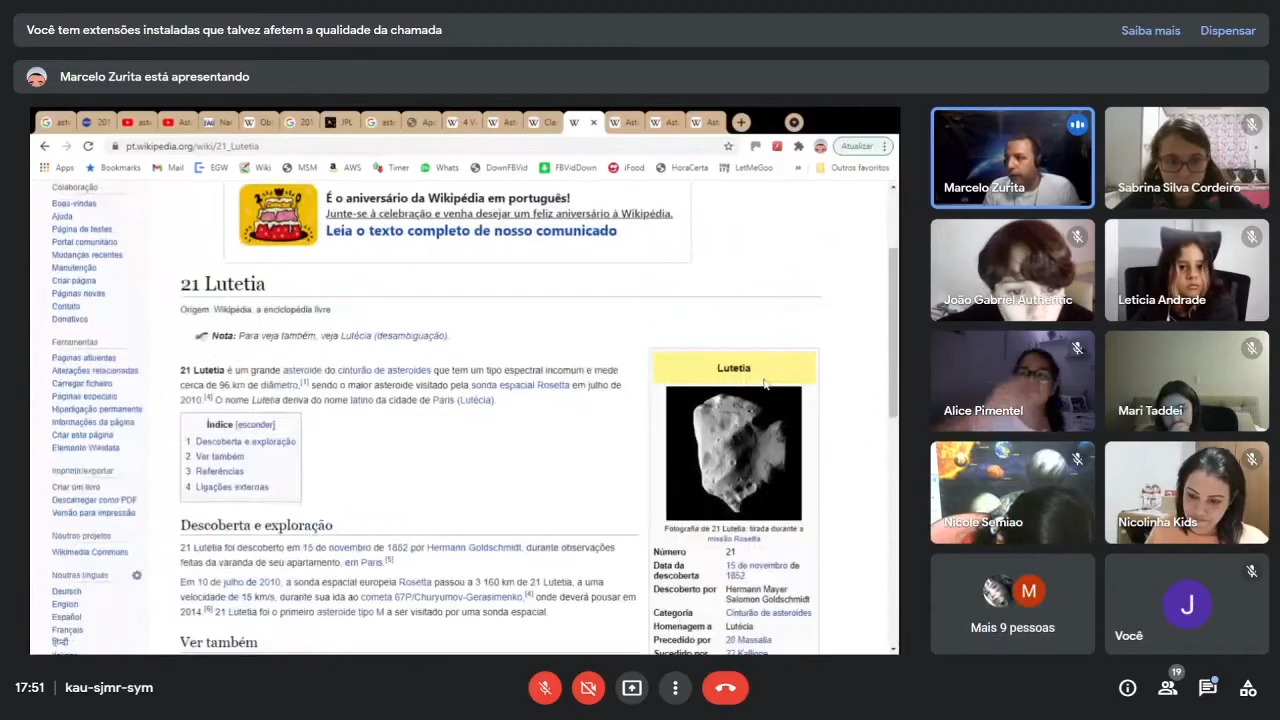 Você tem extensões instaladas que talvez afetem a qualidade da chamada
Saiba mais
Dispensar
Marcelo Zurita está apresentando
pt.wikipedia.org/wiki/21_Lutetia
Atualizar
Apps
Bookmarks
Mail
EGW
Wiki
MSM
AWS
Timer
Whats
DownFBVid
FBVidDown
iFood
HoraCerta
LetMeGoo
»
Outros favoritos
Colaboração
Boas-vindas
Ajuda
Página de testes
Portal comunitário
Mudanças recentes
Manutenção
Criar página
Páginas novas
Contato
Donativos
Ferramentas
Páginas afluentes
Alterações relacionadas
Carregar ficheiro
Páginas especiais
Hiperligação permanente
Informações da página
Citar esta página
Elemento Wikidata
Imprimir/exportar
Criar um livro
Descarregar como PDF
Versão para impressão
Noutros projetos
Wikimedia Commons
Noutras línguas
Deutsch
English
Español
Français
हिन्दी
É o aniversário da Wikipédia em português!
Junte-se à celebração e venha desejar um feliz aniversário à Wikipédia.
Leia o texto completo de nosso comunicado
21 Lutetia
Origem: Wikipédia, a enciclopédia livre
Nota: Para veja também, veja Lutécia (desambiguação).
21 Lutetia é um grande asteroide do cinturão de asteroides que tem um tipo espectral incomum e mede
cerca de 96 km de diâmetro,[1] sendo o maior asteroide visitado pela sonda espacial Rosetta em julho de
2010.[4] O nome Lutetia deriva do nome latino da cidade de Paris (Lutécia).
Índice [esconder]
1 Descoberta e exploração
2 Ver também
3 Referências
4 Ligações externas
Descoberta e exploração
21 Lutetia foi descoberto em 15 de novembro de 1852 por Hermann Goldschmidt, durante observações
feitas da varanda de seu apartamento, em Paris.[5]
Em 10 de julho de 2010, a sonda espacial europeia Rosetta passou a 3 160 km de 21 Lutetia, a uma
velocidade de 15 km/s, durante sua ida ao cometa 67P/Churyumov-Gerasimenko,[4] onde deverá pousar em
2014.[6] 21 Lutetia foi o primeiro asteroide tipo M a ser visitado por uma sonda espacial.
Ver também
Lutetia
Fotografia de 21 Lutetia: tirada durante a
missão Rosetta
Número 21
Data da descoberta 15 de novembro de 1852
Descoberto por Hermann Mayer Salomon Goldschmidt
Categoria Cinturão de asteroides
Homenagem a Lutécia
Precedido por 20 Massalia
Sucedido por 22 Kalliope
Marcelo Zurita
Sabrina Silva Cordeiro
João Gabriel Authentic
Leticia Andrade
Alice Pimentel
Mari Taddei
Nicole Semiao
Nicolinha Kids
M
Mais 9 pessoas
J
Você
17:51 | kau-sjmr-sym
19